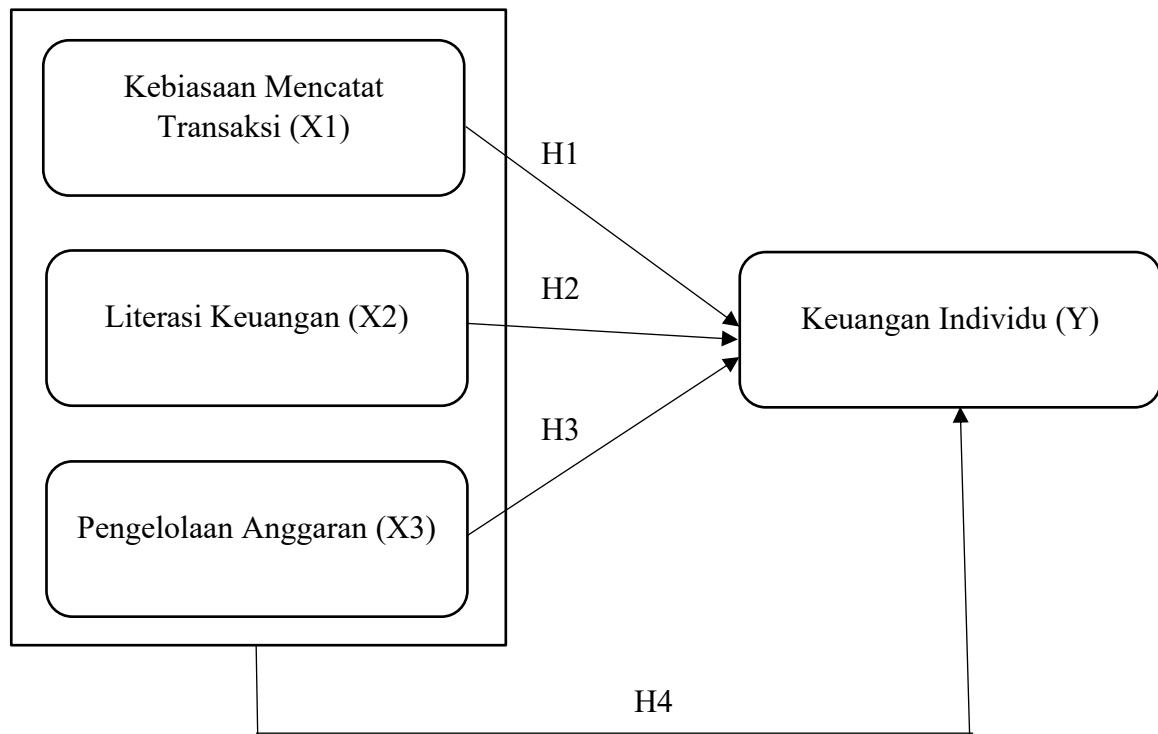 Kebiasaan Mencatat
Transaksi (X1)
H1
Literasi Keuangan (X2)
H2
Keuangan Individu (Y)
H3
Pengelolaan Anggaran (X3)
H4